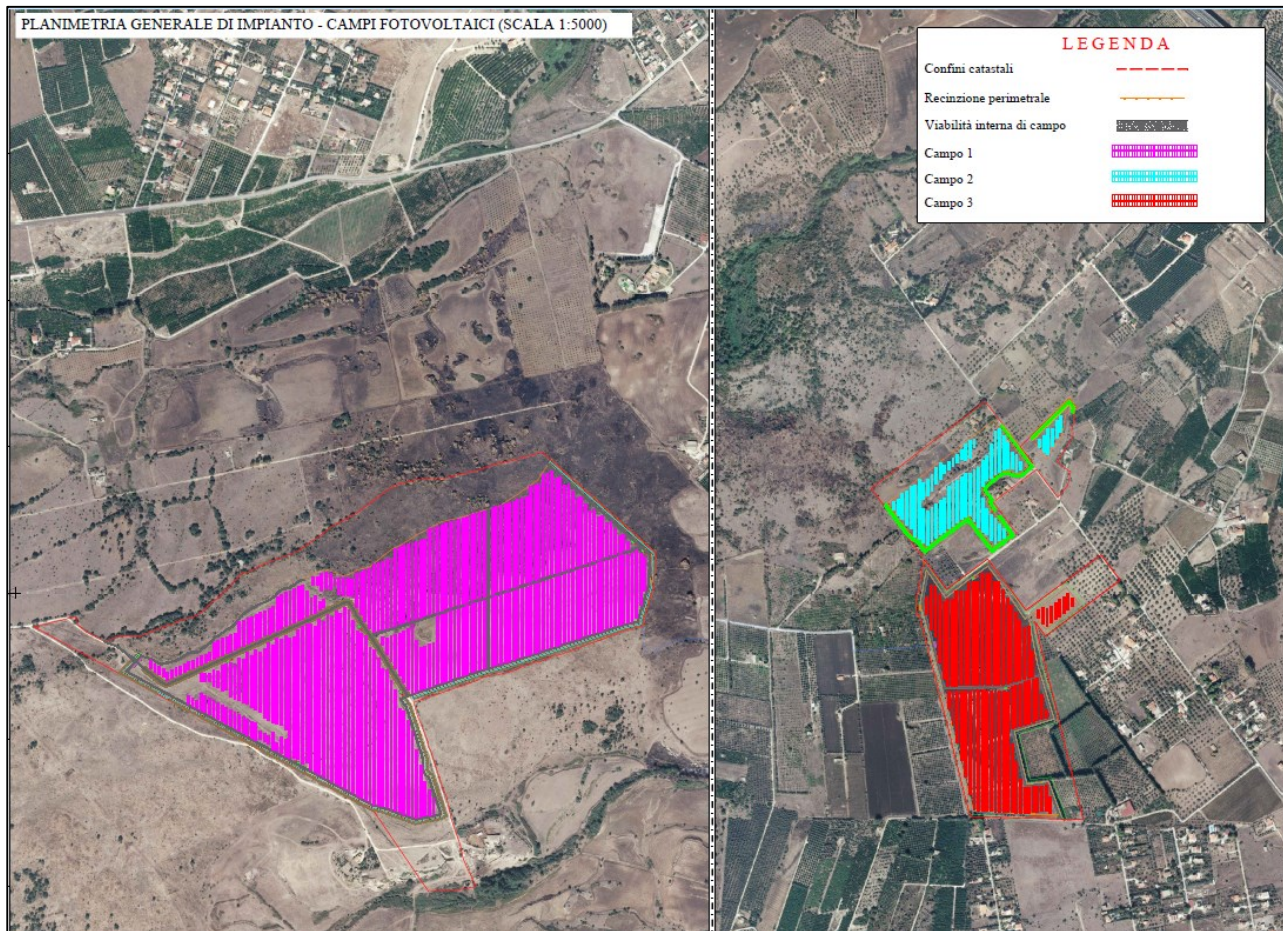 PLANIMETRIA GENERALE DI IMPIANTO - CAMPI FOTOVOLTAICI (SCALA 1:5000)
LEGENDA
Confini catastali
Recinzione perimetrale
Viabilità interna di campo
Campo 1
Campo 2
Campo 3